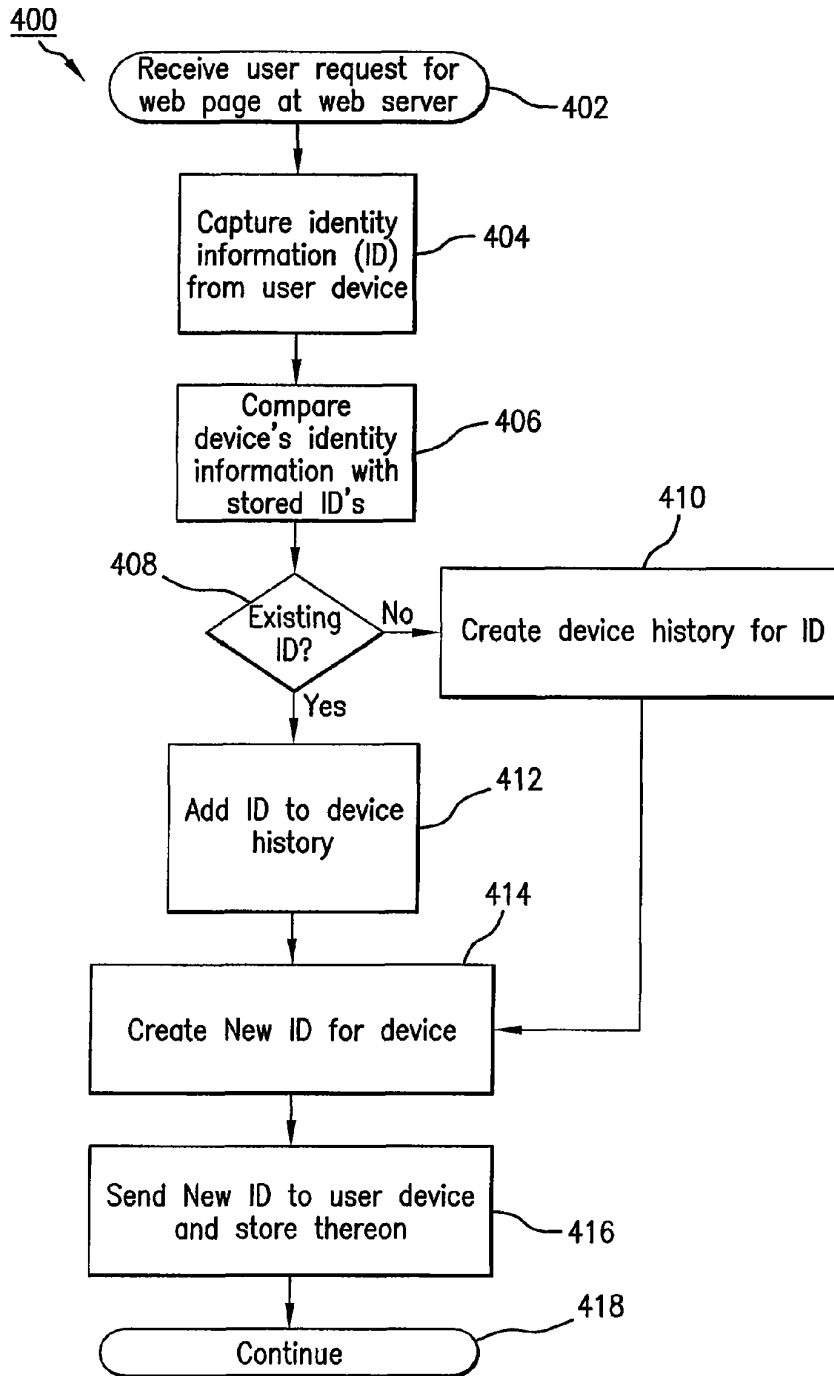 400
Receive user request for
web page at web server
402
Capture identity
information (ID)
from user device
404
Compare
device's identity
information with
stored ID's
406
408
Existing
ID?
No
Yes
410
Create device history for ID
Add ID to device
history
412
414
Create New ID for device
Send New ID to user device
and store thereon
416
Continue
418